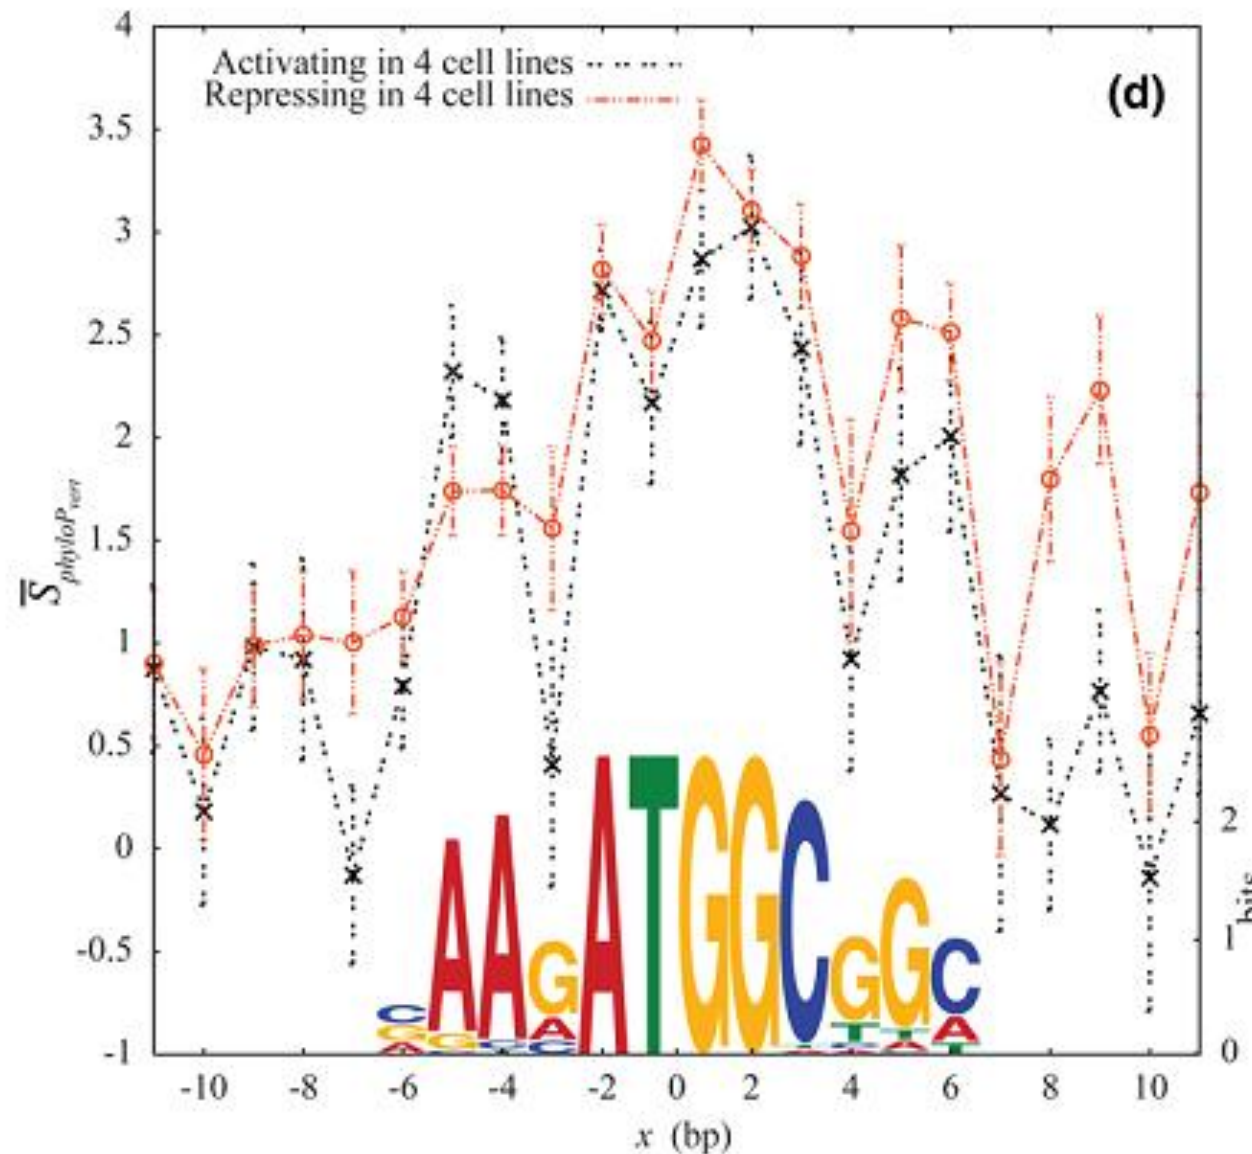 4
Activating in 4 cell lines
Repressing in 4 cell lines
(d)
3.5
3
2.5
2
1.5
1
0.5
0
-0.5
-1
S̅ phyloPvert
2
1
0
bits
C G A
A G
A C
G A C
A
T
G
G
C
G T C A
G T A
C A T
-10 -8 -6 -4 -2 0 2 4 6 8 10
x (bp)